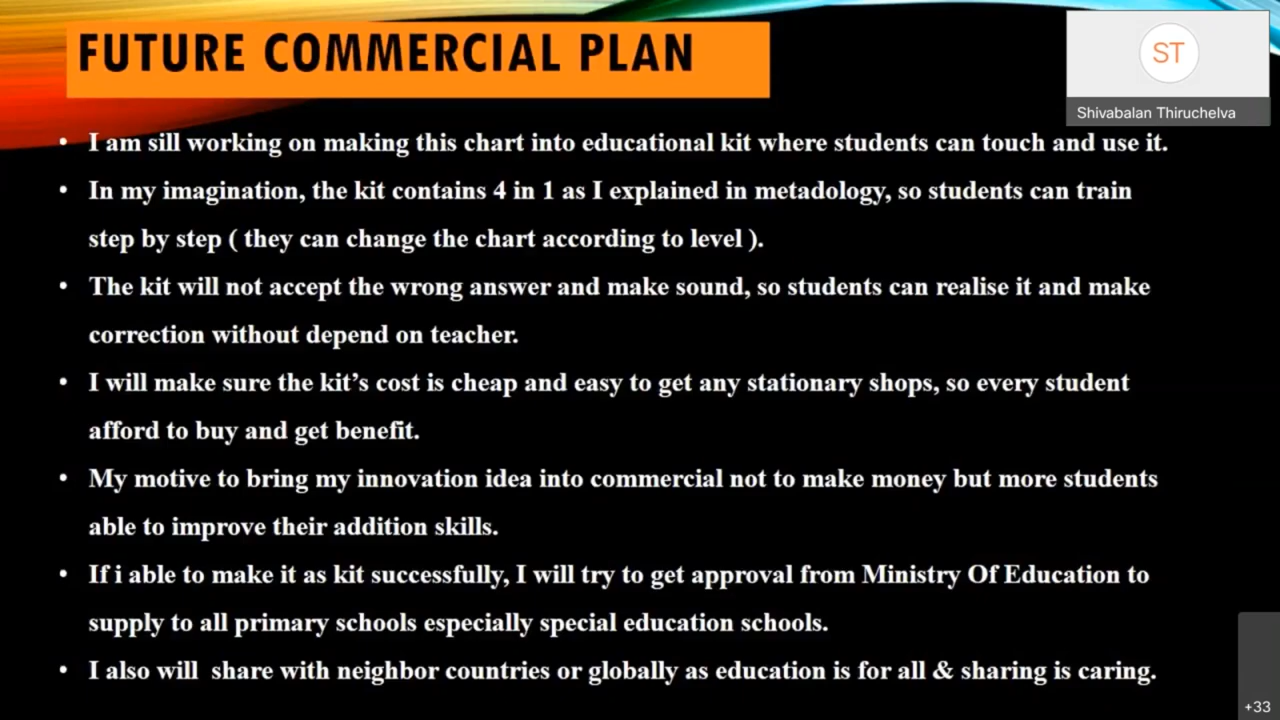 FUTURE COMMERCIAL PLAN
ST
Shivabalan Thiruchelva
• I am sill working on making this chart into educational kit where students can touch and use it.
• In my imagination, the kit contains 4 in 1 as I explained in metadology, so students can train
step by step ( they can change the chart according to level ).
• The kit will not accept the wrong answer and make sound, so students can realise it and make
correction without depend on teacher.
• I will make sure the kit’s cost is cheap and easy to get any stationary shops, so every student
afford to buy and get benefit.
• My motive to bring my innovation idea into commercial not to make money but more students
able to improve their addition skills.
• If i able to make it as kit successfully, I will try to get approval from Ministry Of Education to
supply to all primary schools especially special education schools.
• I also will  share with neighbor countries or globally as education is for all & sharing is caring.
+33